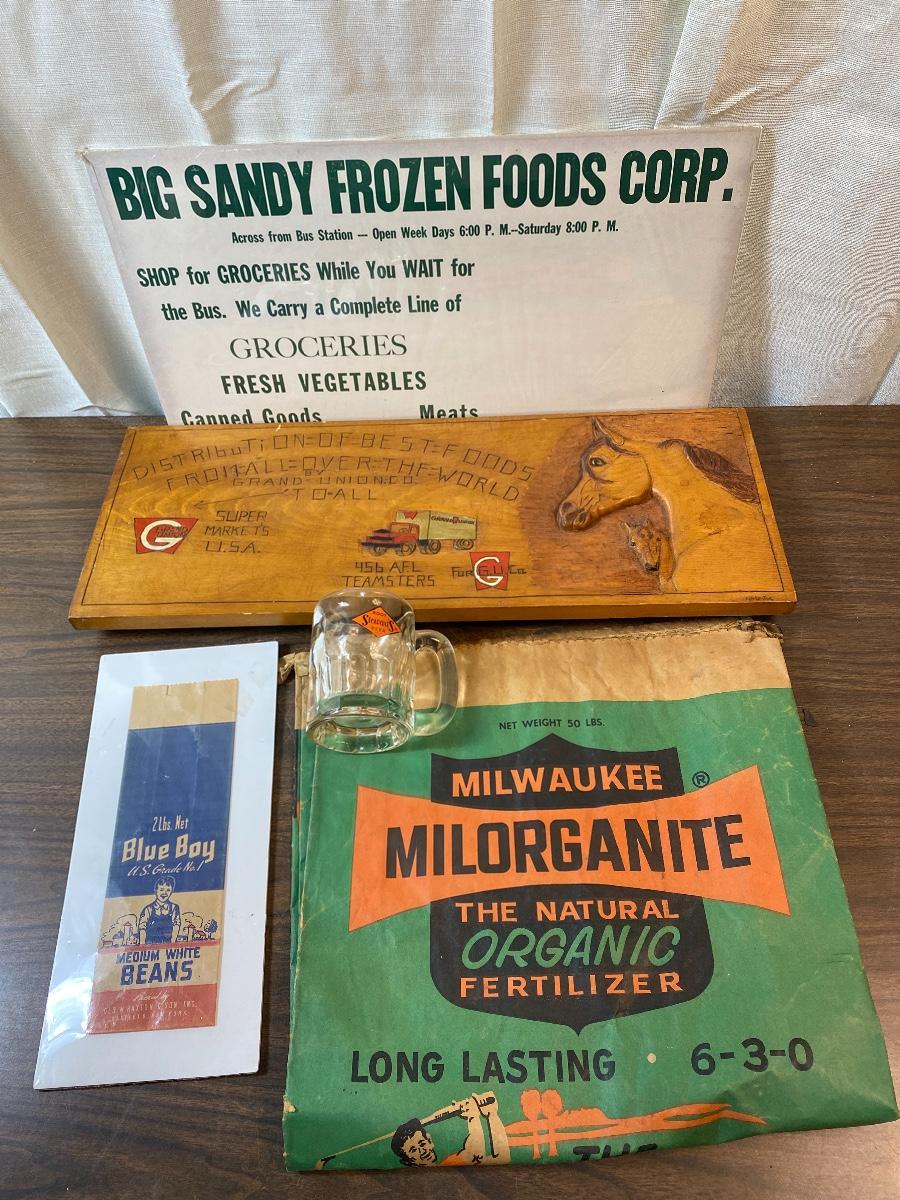 BIG SANDY FROZEN FOODS CORP.
Across from Bus Station -- Open Week Days 6:00 P. M.--Saturday 8:00 P. M.
SHOP for GROCERIES While You WAIT for
the Bus. We Carry a Complete Line of
GROCERIES
FRESH VEGETABLES
Canned Goods Meats
DISTRIBUTION=OF=BEST=FOODS
FROM=ALL=OVER=THE=WORLD
BY
GRAND=UNION=CO.
TO=ALL
G
SUPER
MARKET'S
U.S.A.
456 AFL
TEAMSTERS
For G.U. Co.
Stewart's
2 Lbs. Net
Blue Boy
U.S. Grade No. 1
MEDIUM WHITE
BEANS
Packed by
NET WEIGHT 50 LBS.
MILWAUKEE ®
MILORGANITE
THE NATURAL
ORGANIC
FERTILIZER
LONG LASTING · 6-3-0
THE